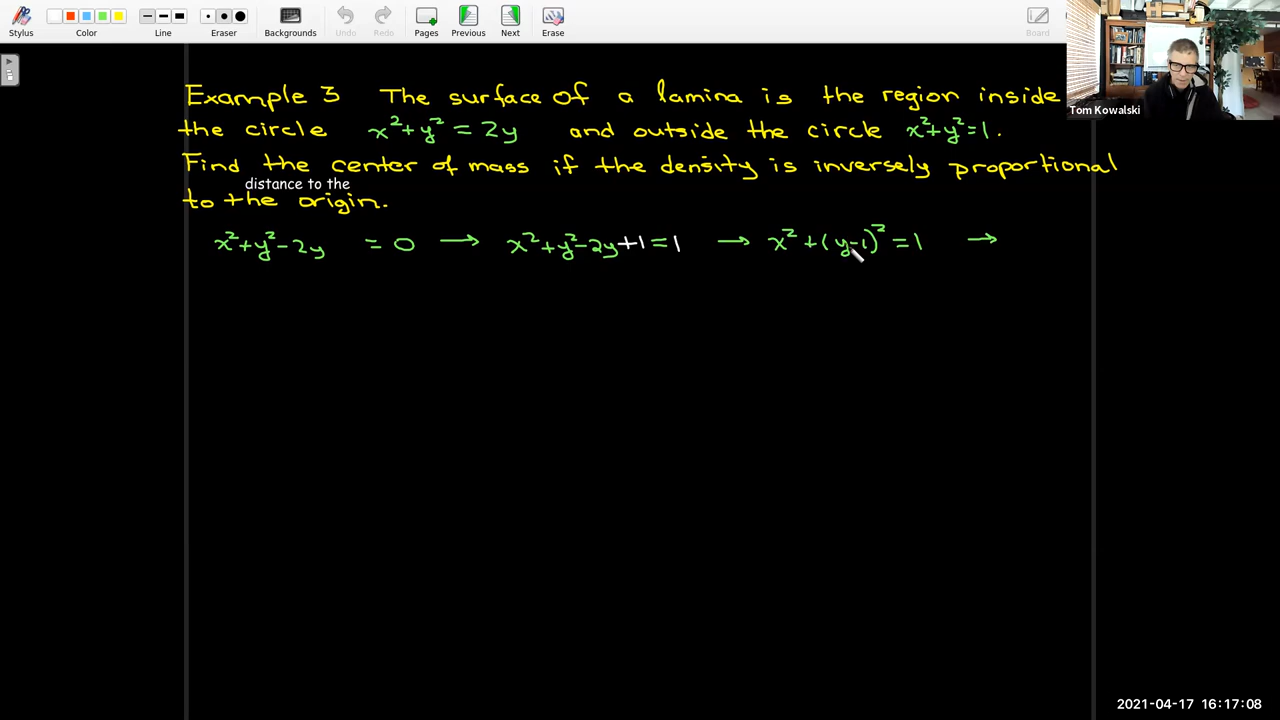 Stylus
Color
Line
Eraser
Backgrounds
Undo
Redo
Pages
Previous
Next
Erase
Board
Tom Kowalski
Example 3 The surface of a lamina is the region inside
the circle x²+y² = 2y and outside the circle x²+y²=1.
Find the center of mass if the density is inversely proportional
distance to the
to the origin.
x²+y²-2y = 0 → x²+y²-2y+1=1 → x²+(y-1)²=1 →
2021-04-17 16:17:08